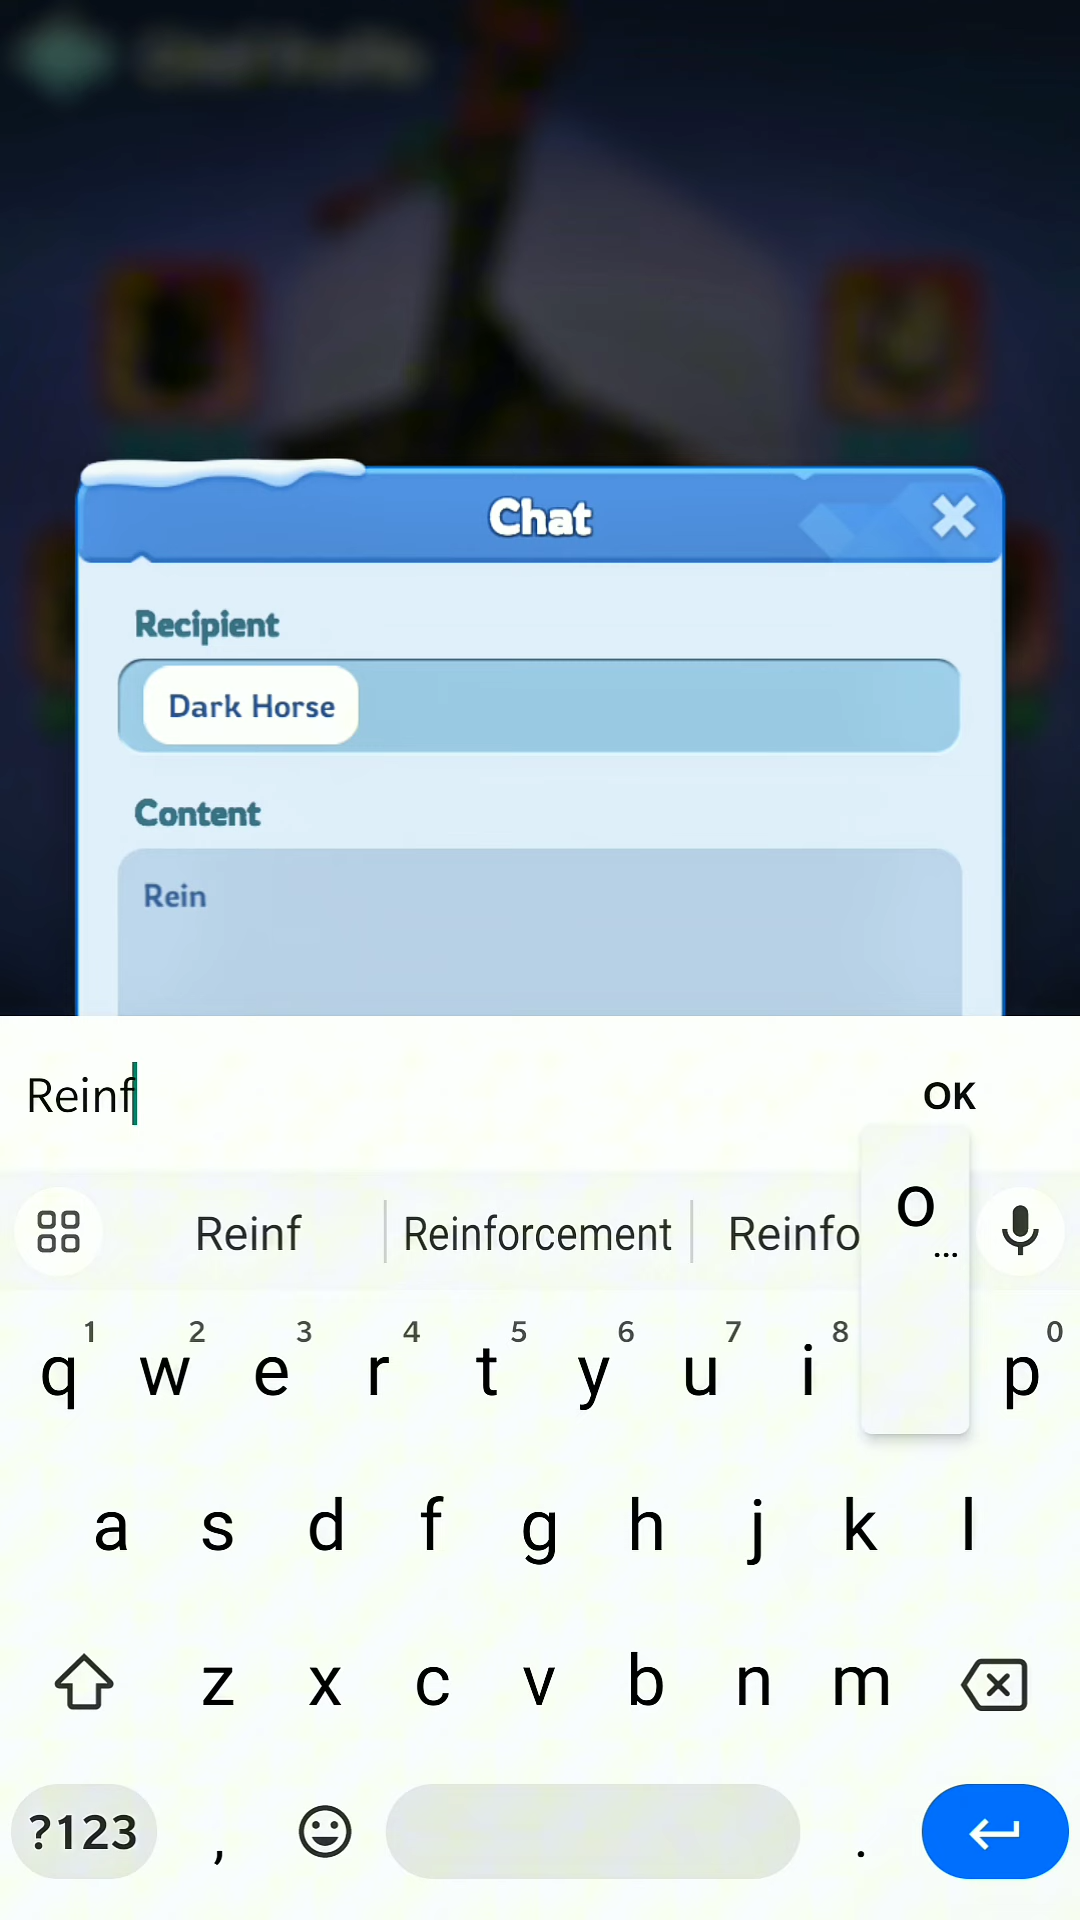 Chat
Recipient
Dark Horse
Content
Rein
Reinf
OK
Reinf Reinforcement Reinfo
o
...
1 2 3 4 5 6 7 8 0
q w e r t y u i p
a s d f g h j k l
z x c v b n m
?123 , .